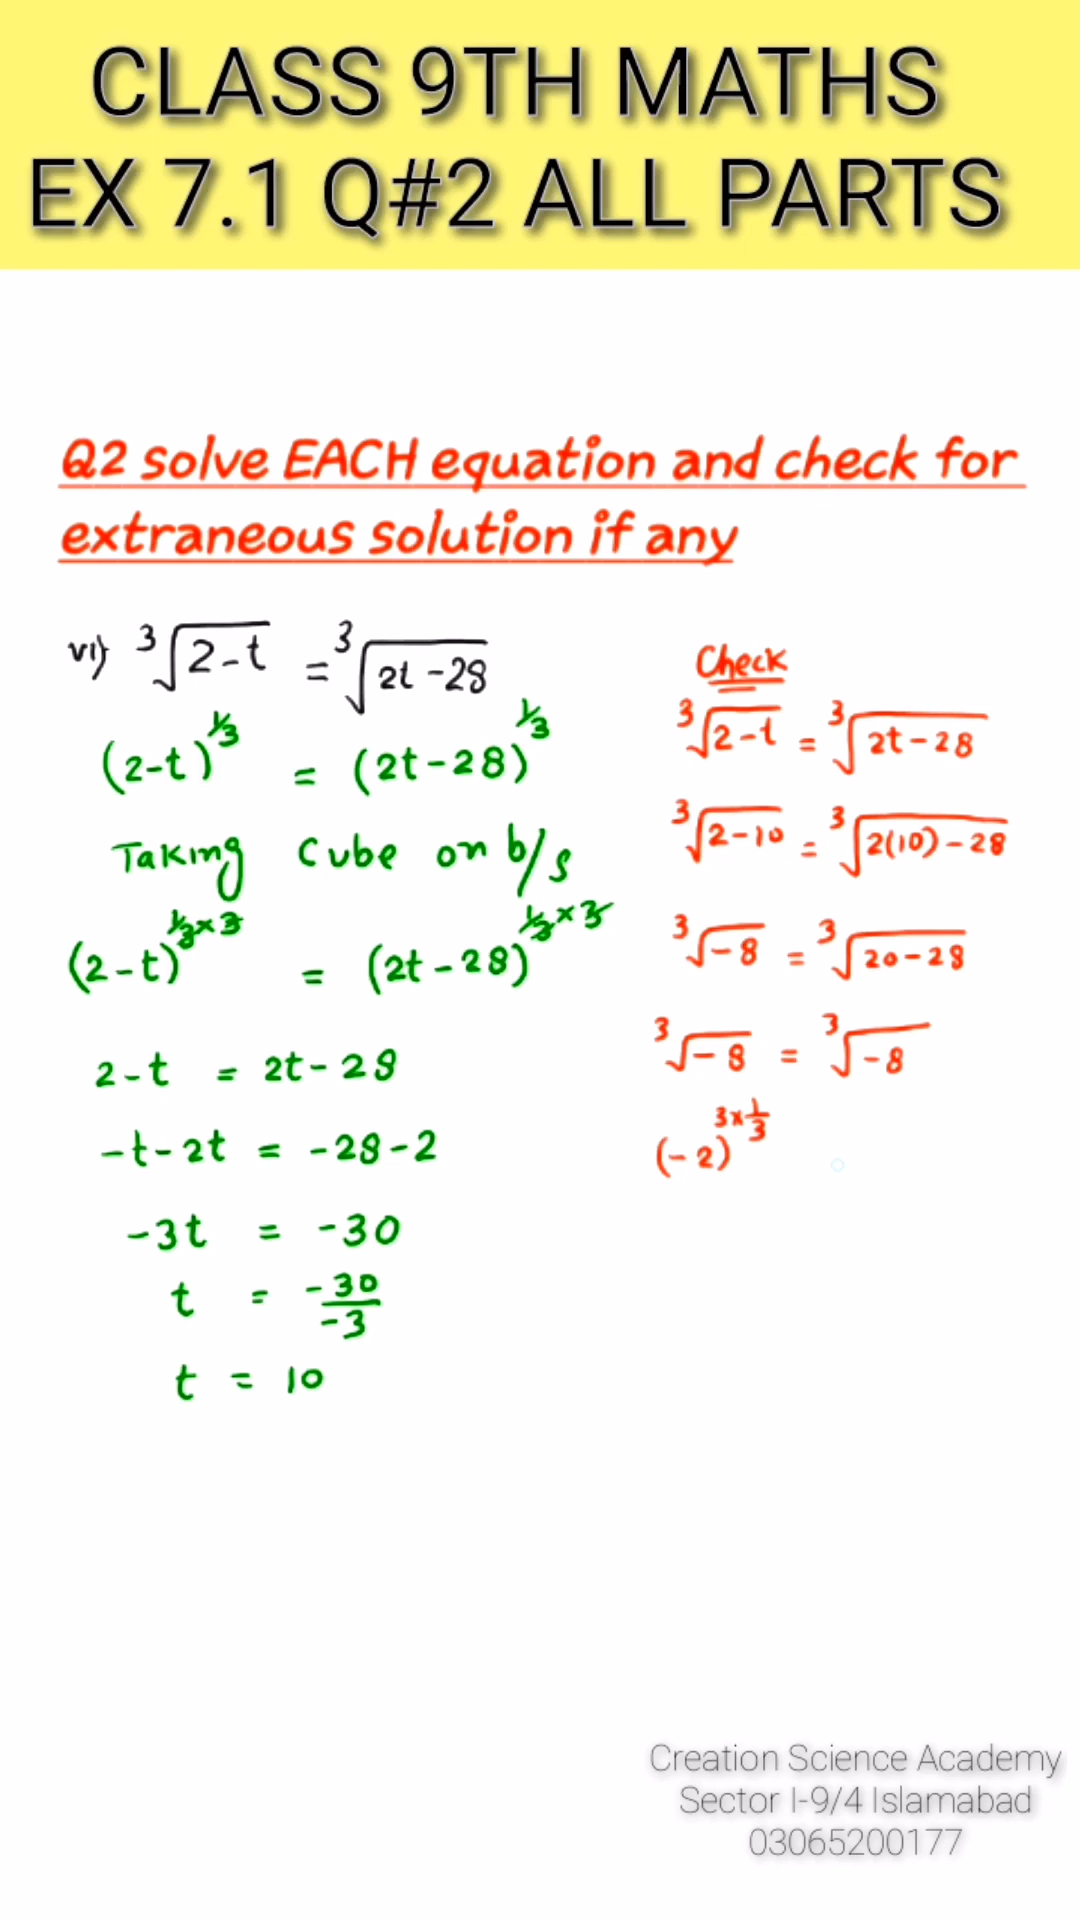 CLASS 9TH MATHS
EX 7.1 Q#2 ALL PARTS
Q2 solve EACH equation and check for
extraneous solution if any
vi) ³√(2-t) = ³√(2t-28)
(2-t)^(1/3) = (2t-28)^(1/3)
Taking Cube on b/s
(2-t)^(1/3×3) = (2t-28)^(1/3×3)
2-t = 2t-28
-t-2t = -28-2
-3t = -30
t = -30/-3
t = 10
Check
³√(2-t) = ³√(2t-28)
³√(2-10) = ³√(2(10)-28)
³√(-8) = ³√(20-28)
³√(-8) = ³√(-8)
(-2)^(3×1/3)
Creation Science Academy
Sector I-9/4 Islamabad
03065200177